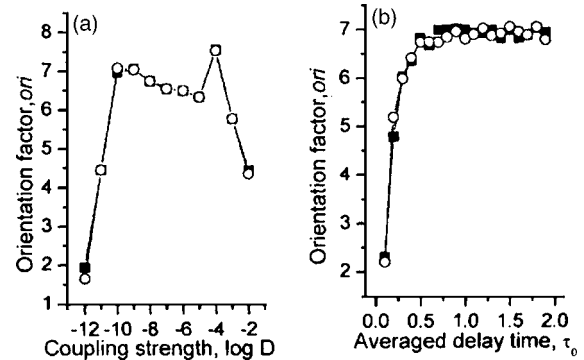 (a)
Orientation factor, ori
8
7
6
5
4
3
2
1
-12 -10 -8 -6 -4 -2
Coupling strength, log D
(b)
Orientation factor, ori
7
6
5
4
3
2
0.0 0.5 1.0 1.5 2.0
Averaged delay time, τ₀